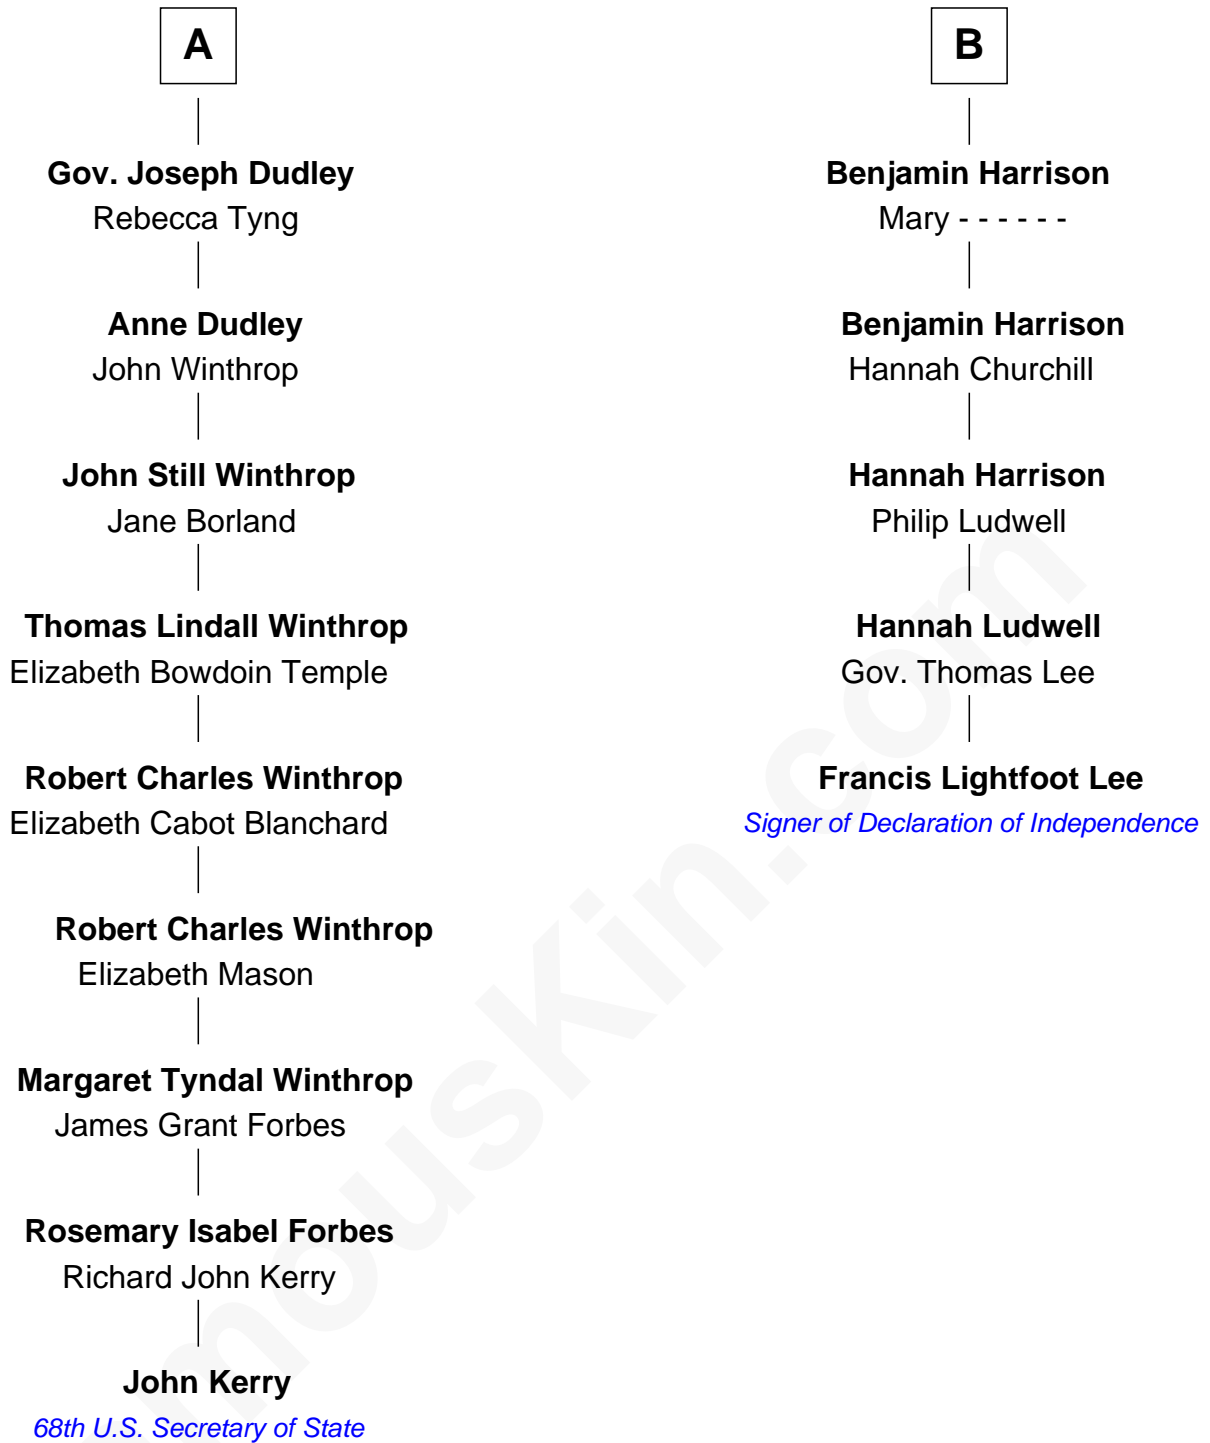 A
Gov. Joseph Dudley
Rebecca Tyng
Anne Dudley
John Winthrop
John Still Winthrop
Jane Borland
Thomas Lindall Winthrop
Elizabeth Bowdoin Temple
Robert Charles Winthrop
Elizabeth Cabot Blanchard
Robert Charles Winthrop
Elizabeth Mason
Margaret Tyndal Winthrop
James Grant Forbes
Rosemary Isabel Forbes
Richard John Kerry
John Kerry
68th U.S. Secretary of State
B
Benjamin Harrison
Mary - - - - - -
Benjamin Harrison
Hannah Churchill
Hannah Harrison
Philip Ludwell
Hannah Ludwell
Gov. Thomas Lee
Francis Lightfoot Lee
Signer of Declaration of Independence
mousKin.com